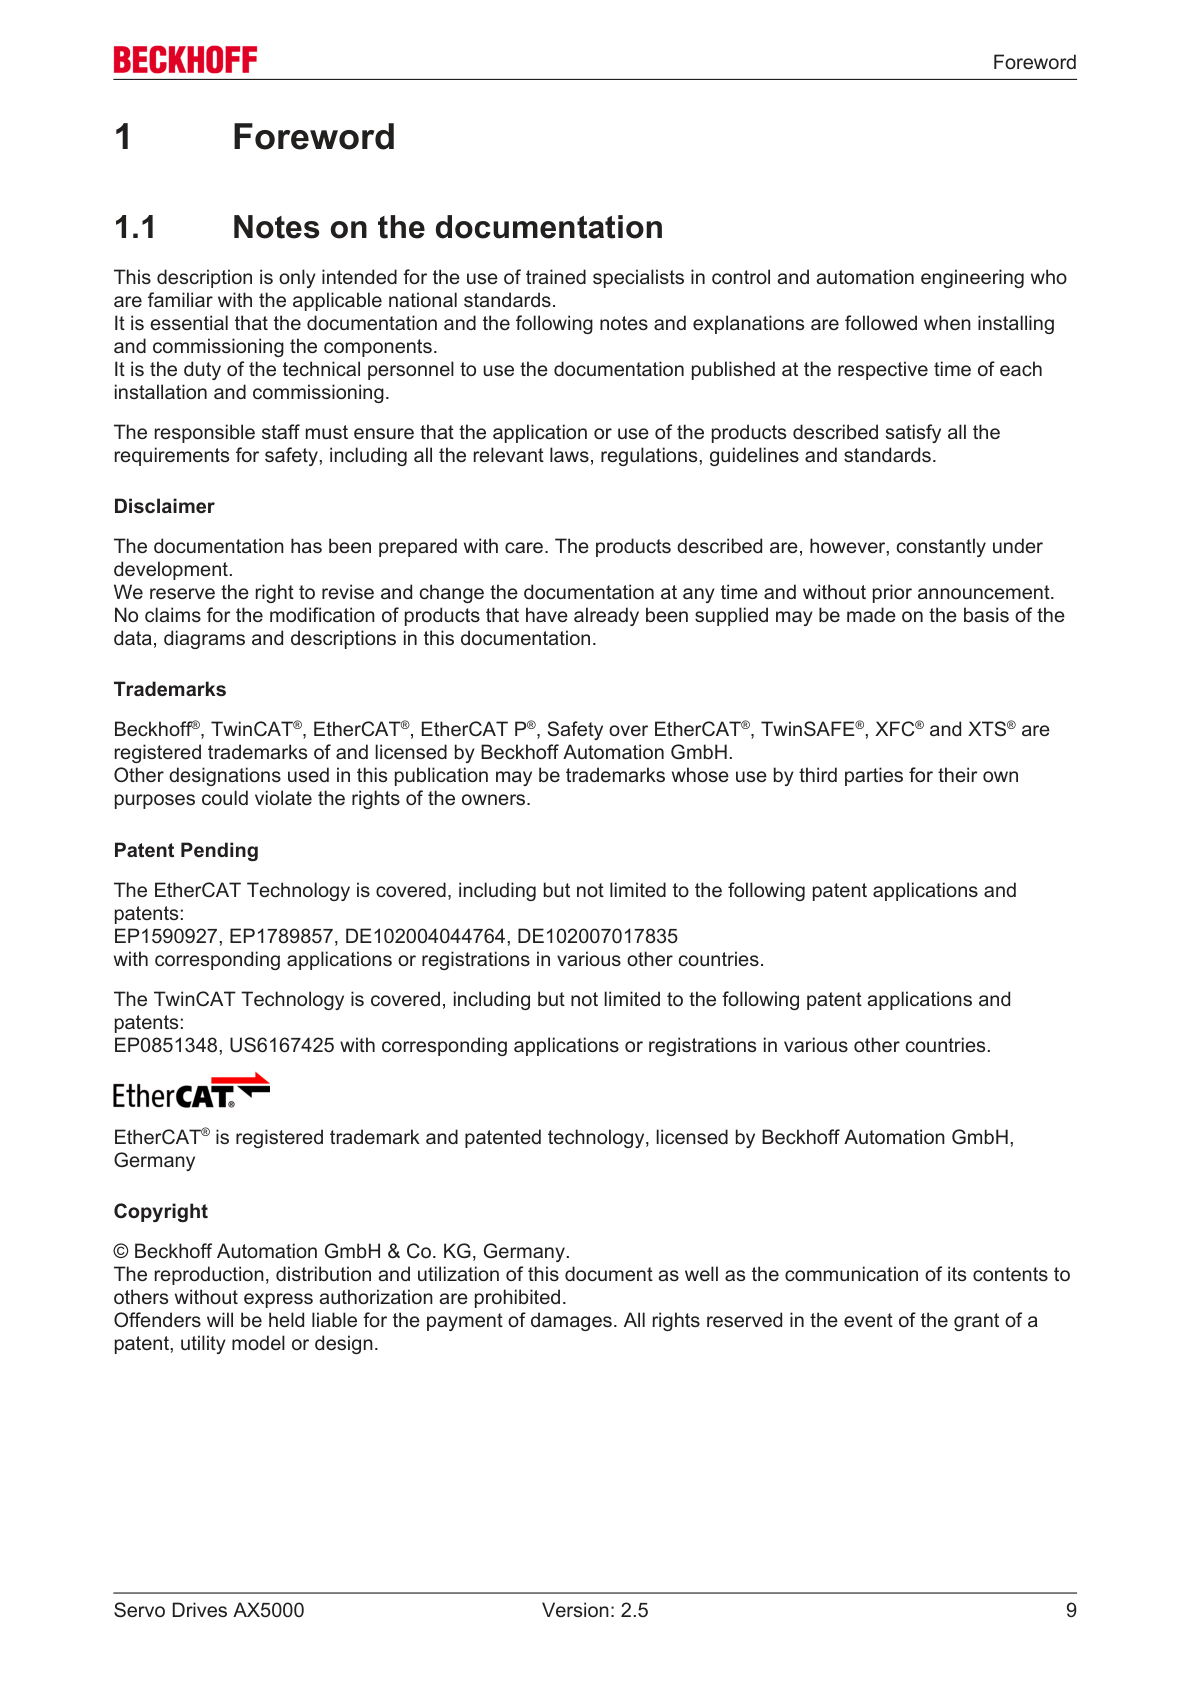 BECKHOFF
Foreword
1 Foreword
1.1 Notes on the documentation
This description is only intended for the use of trained specialists in control and automation engineering who
are familiar with the applicable national standards.
It is essential that the documentation and the following notes and explanations are followed when installing
and commissioning the components.
It is the duty of the technical personnel to use the documentation published at the respective time of each
installation and commissioning.
The responsible staff must ensure that the application or use of the products described satisfy all the
requirements for safety, including all the relevant laws, regulations, guidelines and standards.
Disclaimer
The documentation has been prepared with care. The products described are, however, constantly under
development.
We reserve the right to revise and change the documentation at any time and without prior announcement.
No claims for the modification of products that have already been supplied may be made on the basis of the
data, diagrams and descriptions in this documentation.
Trademarks
Beckhoff®, TwinCAT®, EtherCAT®, EtherCAT P®, Safety over EtherCAT®, TwinSAFE®, XFC® and XTS® are
registered trademarks of and licensed by Beckhoff Automation GmbH.
Other designations used in this publication may be trademarks whose use by third parties for their own
purposes could violate the rights of the owners.
Patent Pending
The EtherCAT Technology is covered, including but not limited to the following patent applications and
patents:
EP1590927, EP1789857, DE102004044764, DE102007017835
with corresponding applications or registrations in various other countries.
The TwinCAT Technology is covered, including but not limited to the following patent applications and
patents:
EP0851348, US6167425 with corresponding applications or registrations in various other countries.
EtherCAT®
EtherCAT® is registered trademark and patented technology, licensed by Beckhoff Automation GmbH,
Germany
Copyright
© Beckhoff Automation GmbH & Co. KG, Germany.
The reproduction, distribution and utilization of this document as well as the communication of its contents to
others without express authorization are prohibited.
Offenders will be held liable for the payment of damages. All rights reserved in the event of the grant of a
patent, utility model or design.
Servo Drives AX5000 Version: 2.5 9